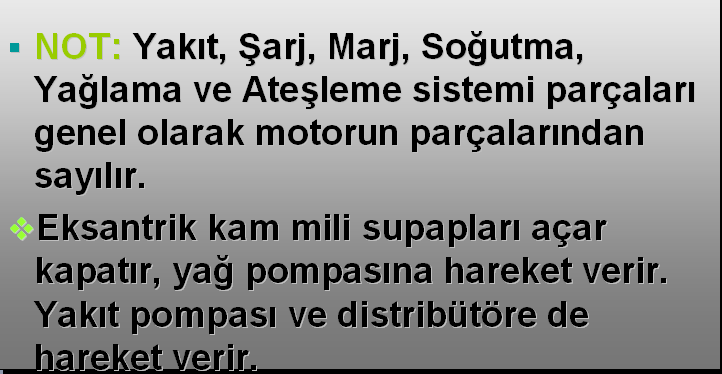 NOT: Yakıt, Şarj, Marj, Soğutma,
Yağlama ve Ateşleme sistemi parçaları
genel olarak motorun parçalarından
sayılır.
Eksantrik kam mili supapları açar
kapatır, yağ pompasına hareket verir.
Yakıt pompası ve distribütöre de
hareket verir.